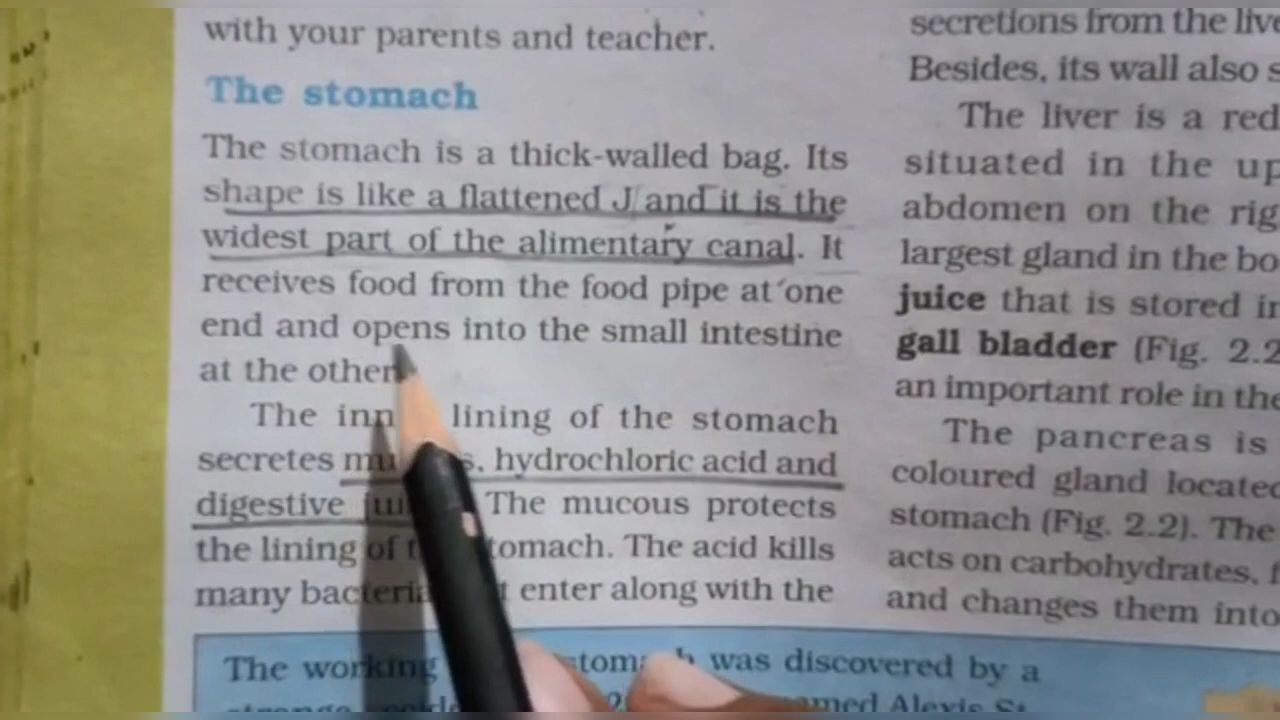 with your parents and teacher.
The stomach
The stomach is a thick-walled bag. Its
shape is like a flattened J and it is the
widest part of the alimentary canal. It
receives food from the food pipe at one
end and opens into the small intestine
at the other
The inn lining of the stomach
secretes hydrochloric acid and
digestive The mucous protects
the lining of stomach. The acid kills
many bacteria enter along with the
The working was discovered by a
named Alexis St.
secretions from the live
Besides, its wall also s
The liver is a red
situated in the up
abdomen on the rig
largest gland in the bo
juice that is stored in
gall bladder (Fig. 2.2
an important role in the
The pancreas is
coloured gland located
stomach (Fig. 2.2). The
acts on carbohydrates, f
and changes them into